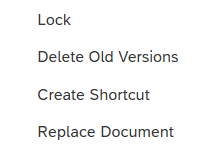 Lock
Delete Old Versions
Create Shortcut
Replace Document